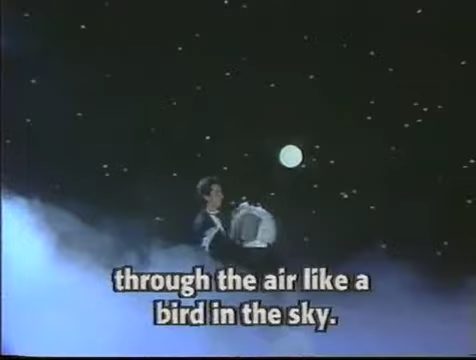 through the air like a
bird in the sky.